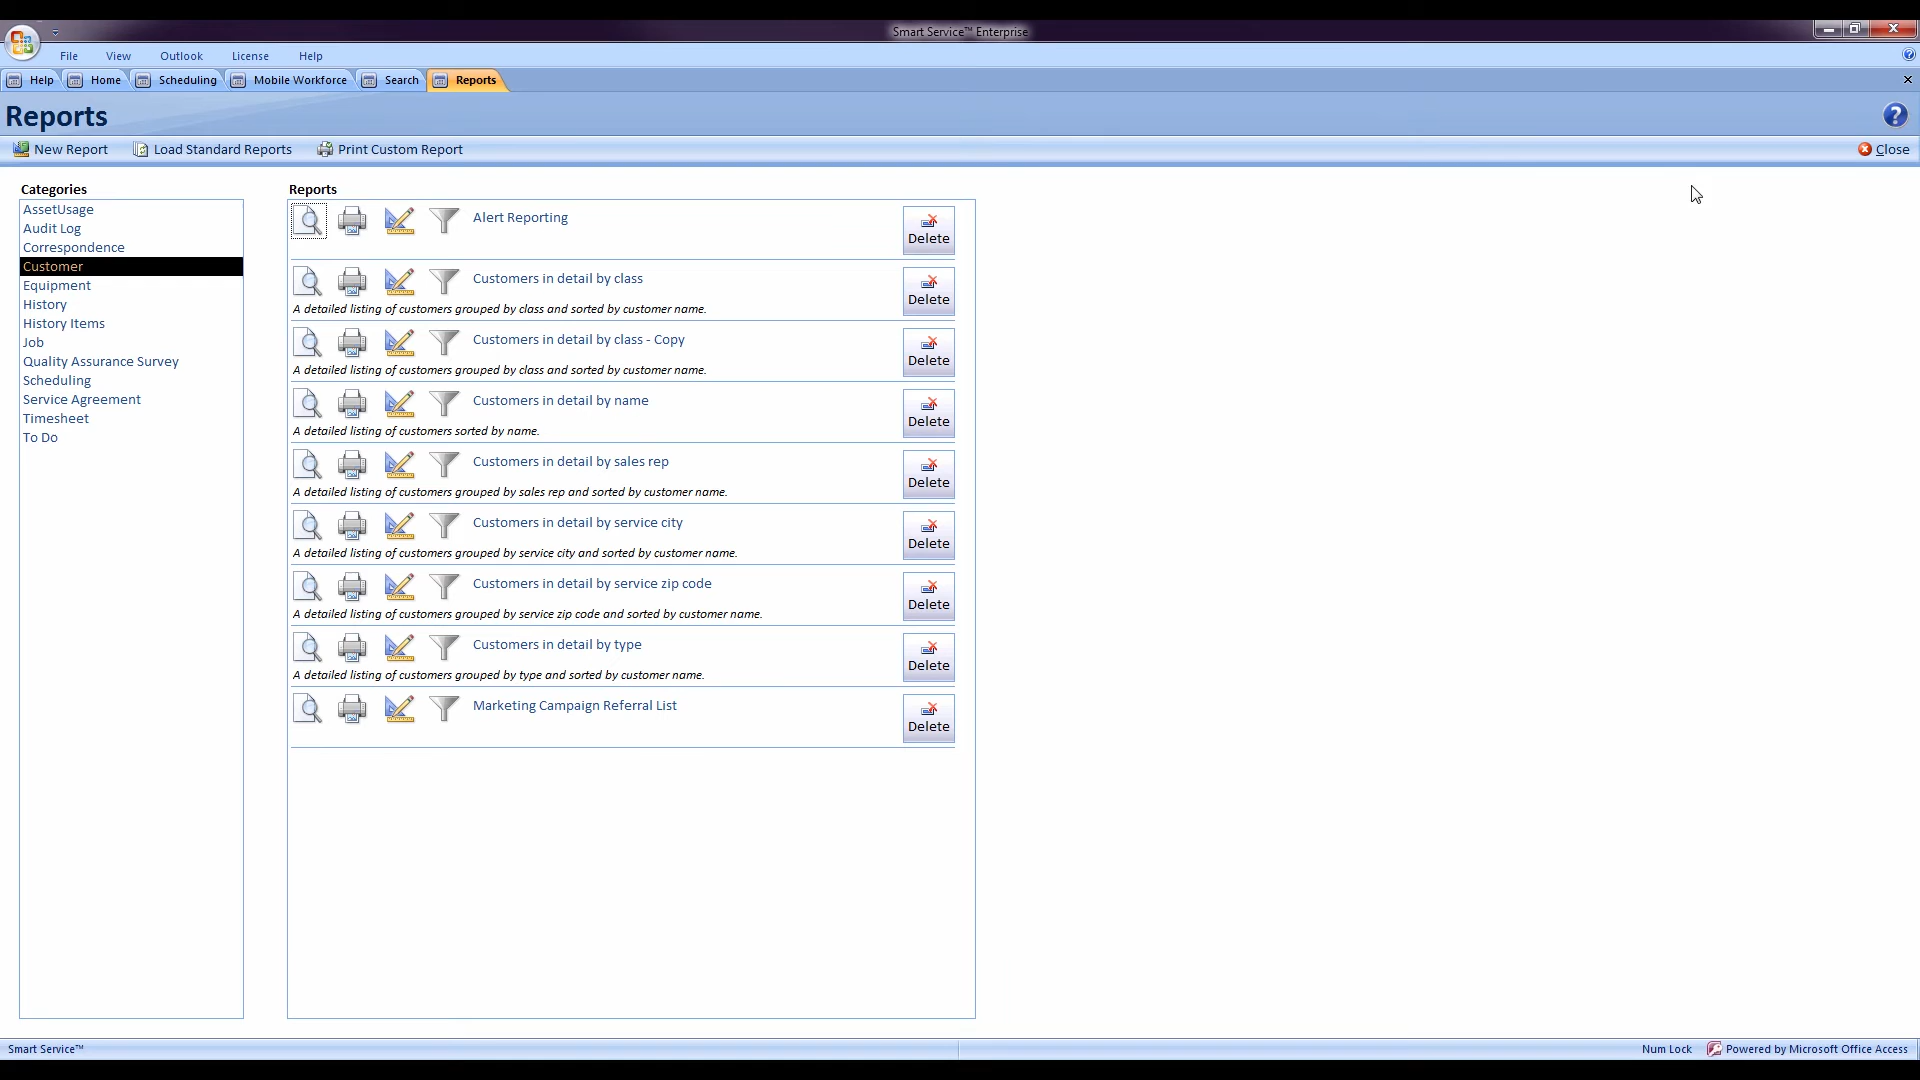 Smart Service™ Enterprise
File View Outlook License Help
Help Home Scheduling Mobile Workforce Search Reports
Reports
New Report Load Standard Reports Print Custom Report Close
Categories
AssetUsage
Audit Log
Correspondence
Customer
Equipment
History
History Items
Job
Quality Assurance Survey
Scheduling
Service Agreement
Timesheet
To Do
Reports
Alert Reporting
Delete
Customers in detail by class
Delete
A detailed listing of customers grouped by class and sorted by customer name.
Customers in detail by class - Copy
Delete
A detailed listing of customers grouped by class and sorted by customer name.
Customers in detail by name
Delete
A detailed listing of customers sorted by name.
Customers in detail by sales rep
Delete
A detailed listing of customers grouped by sales rep and sorted by customer name.
Customers in detail by service city
Delete
A detailed listing of customers grouped by service city and sorted by customer name.
Customers in detail by service zip code
Delete
A detailed listing of customers grouped by service zip code and sorted by customer name.
Customers in detail by type
Delete
A detailed listing of customers grouped by type and sorted by customer name.
Marketing Campaign Referral List
Delete
Smart Service™ Num Lock Powered by Microsoft Office Access